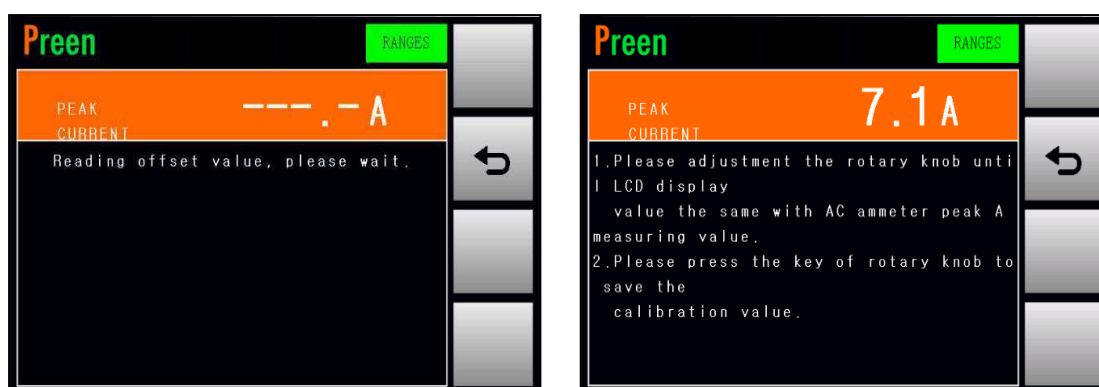 Preen
RANGES
PEAK
CURRENT
---.-A
Reading offset value, please wait.
Preen
RANGES
PEAK
CURRENT
7.1A
1.Please adjustment the rotary knob unti
l LCD display
value the same with AC ammeter peak A
measuring value.
2.Please press the key of rotary knob to
save the
calibration value.